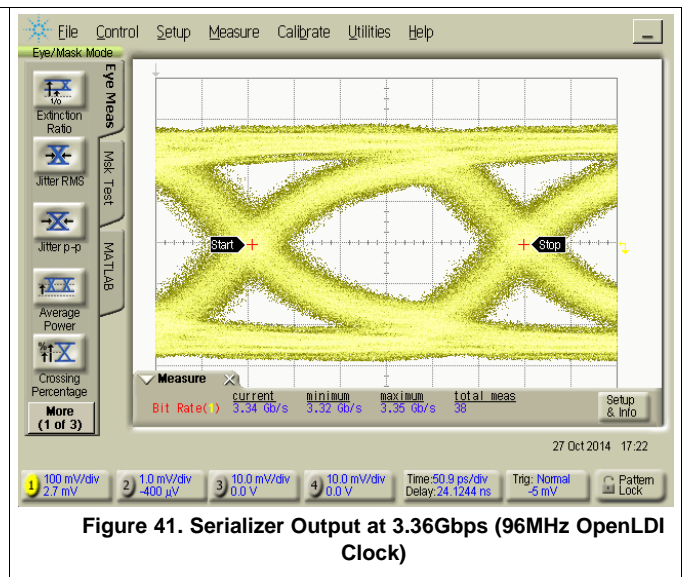 File Control Setup Measure Calibrate Utilities Help
Eye/Mask Mode
Eye Meas
Msk Test
MATLAB
1/0
Extinction
Ratio
Jitter RMS
Jitter p-p
Average
Power
%
Crossing
Percentage
More
(1 of 3)
Start
Stop
1
Measure
current minimum maximum total meas
Bit Rate(1) 3.34 Gb/s 3.32 Gb/s 3.35 Gb/s 38
Setup
& Info
27 Oct 2014 17:22
1 100 mV/div
2.7 mV
2 1.0 mV/div
-400 µV
3 10.0 mV/div
0.0 V
4 10.0 mV/div
0.0 V
Time:50.9 ps/div
Delay:24.1244 ns
Trig: Normal
-5 mV
Pattern
Lock
Figure 41. Serializer Output at 3.36Gbps (96MHz OpenLDI
Clock)